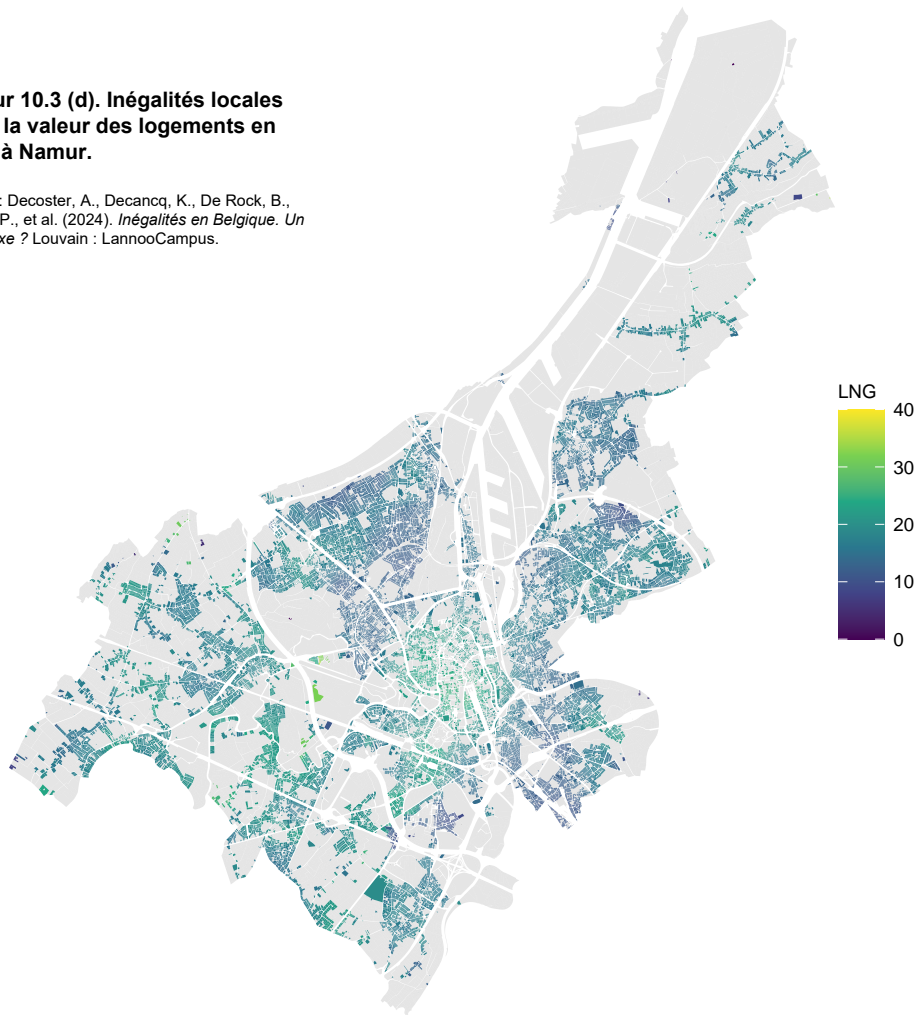 ur 10.3 (d). Inégalités locales
la valeur des logements en
à Namur.
: Decoster, A., Decancq, K., De Rock, B.,
P., et al. (2024). Inégalités en Belgique. Un
xe ? Louvain : LannooCampus.
LNG
40
30
20
10
0